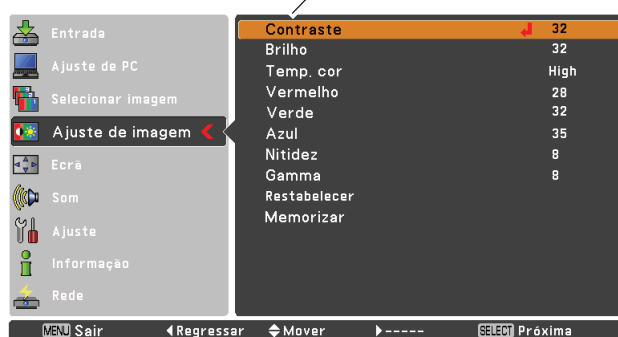 Entrada
Ajuste de PC
Selecionar imagem
Ajuste de imagem
Ecrã
Som
Ajuste
Informação
Rede
Contraste 32
Brilho 32
Temp. cor High
Vermelho 28
Verde 32
Azul 35
Nitidez 8
Gamma 8
Restabelecer
Memorizar
MENU Sair Regressar Mover ----- SELECT Próxima